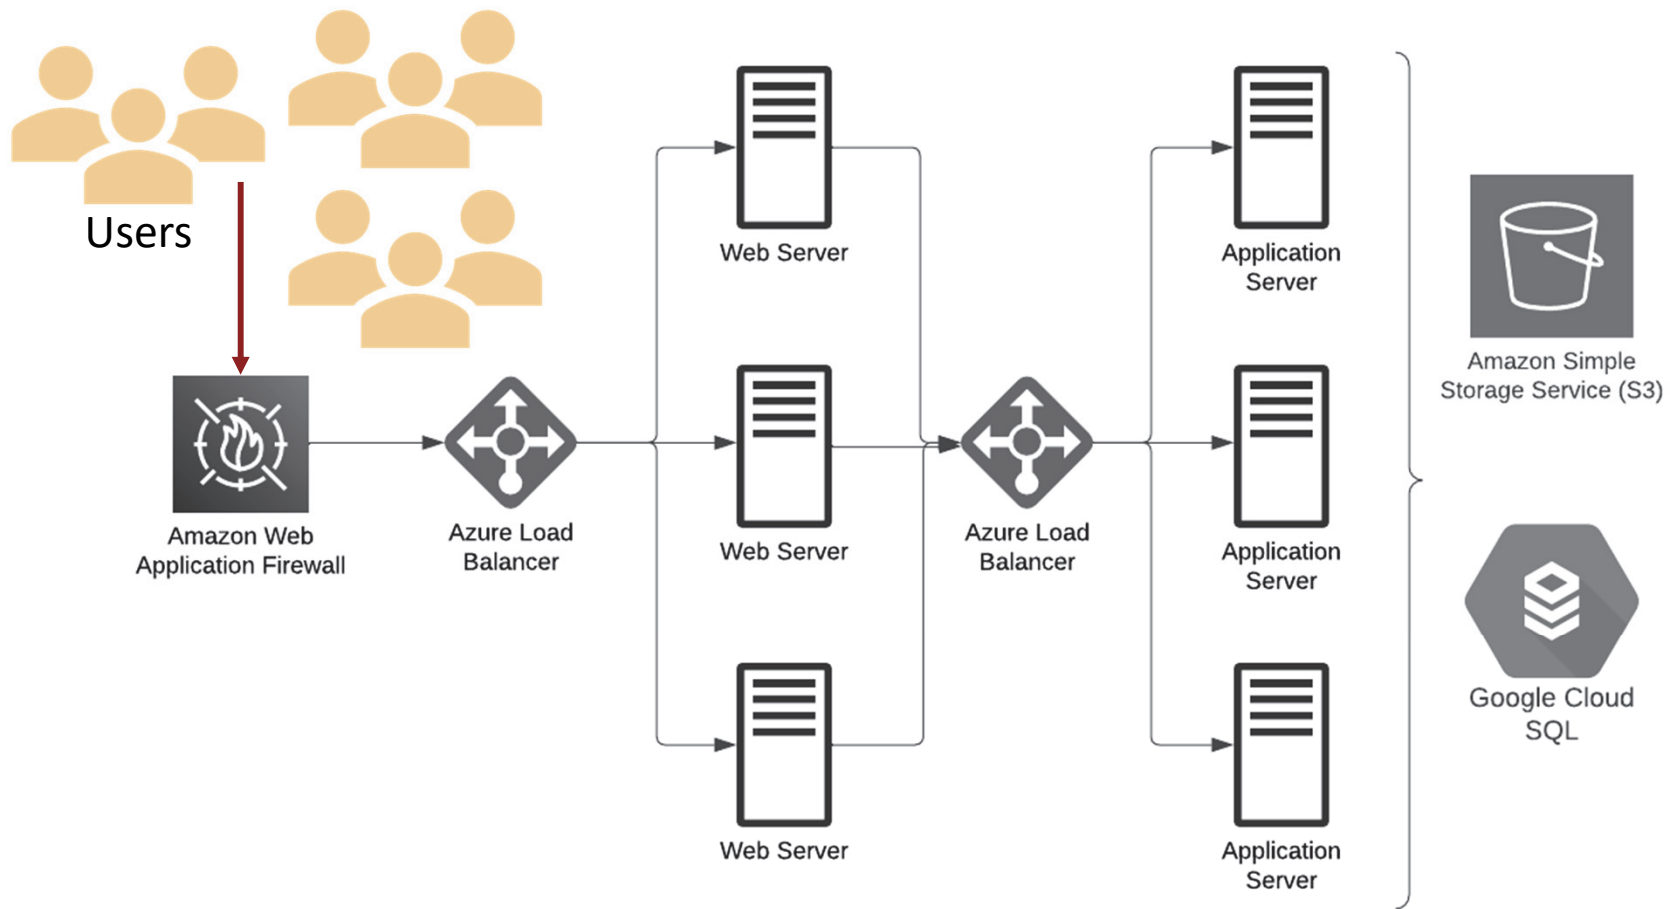 Users
Amazon Web
Application Firewall
Azure Load
Balancer
Web Server
Web Server
Web Server
Azure Load
Balancer
Application
Server
Application
Server
Application
Server
Amazon Simple
Storage Service (S3)
Google Cloud
SQL